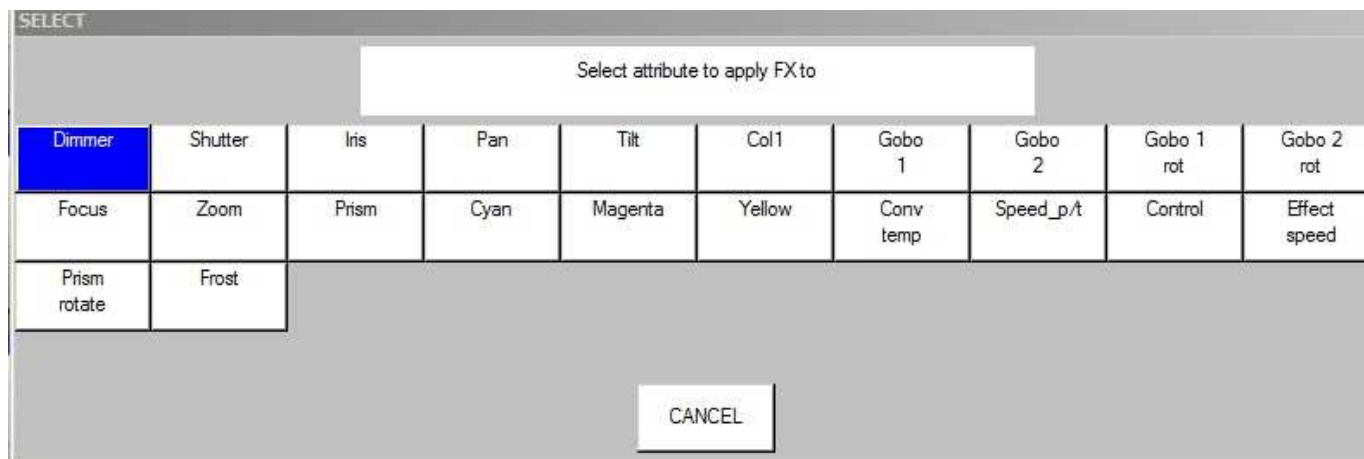 SELECT
Select attribute to apply FX to
Dimmer Shutter Iris Pan Tilt Col1 Gobo 1 Gobo 2 Gobo 1 rot Gobo 2 rot
Focus Zoom Prism Cyan Magenta Yellow Conv temp Speed_p/t Control Effect speed
Prism rotate Frost
CANCEL